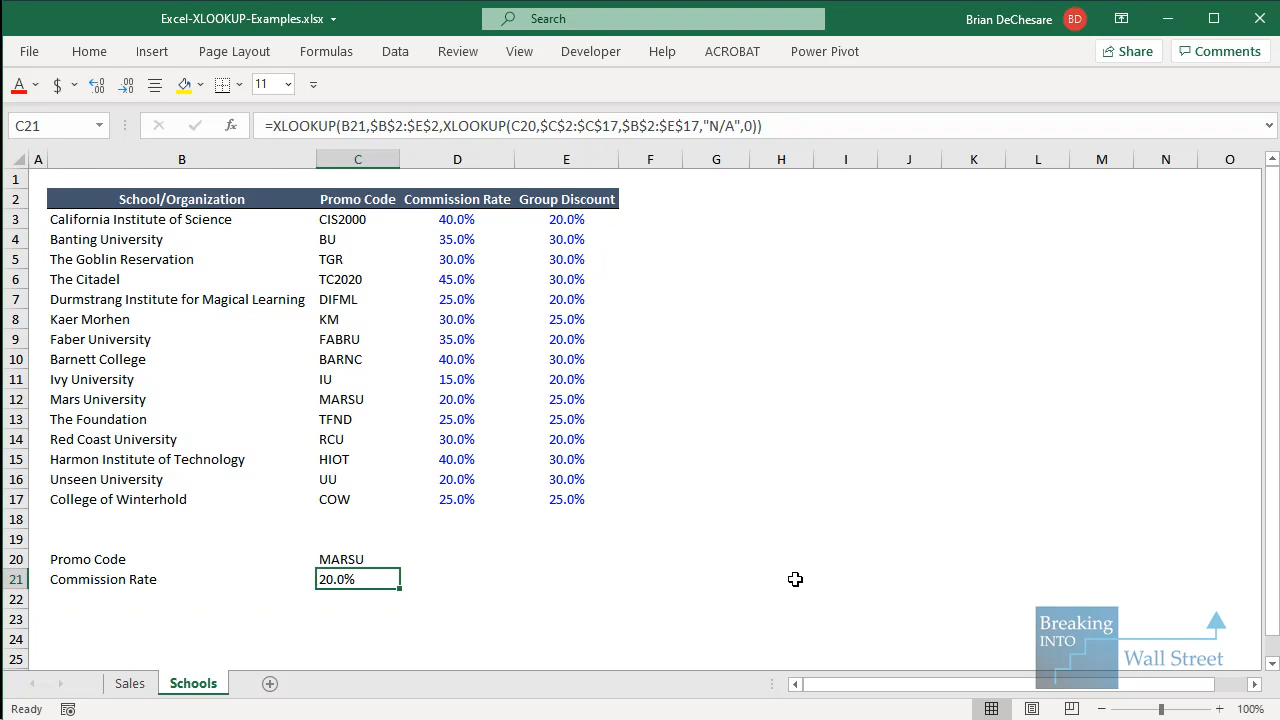 Excel-XLOOKUP-Examples.xlsx
Search
Brian DeChesare BD
File Home Insert Page Layout Formulas Data Review View Developer Help ACROBAT Power Pivot Share Comments
A $ 11
C21 fx =XLOOKUP(B21,$B$2:$E$2,XLOOKUP(C20,$C$2:$C$17,$B$2:$E$17,"N/A",0))
A B C D E F G H I J K L M N O
1
2 School/Organization Promo Code Commission Rate Group Discount
3 California Institute of Science CIS2000 40.0% 20.0%
4 Banting University BU 35.0% 30.0%
5 The Goblin Reservation TGR 30.0% 30.0%
6 The Citadel TC2020 45.0% 30.0%
7 Durmstrang Institute for Magical Learning DIFML 25.0% 20.0%
8 Kaer Morhen KM 30.0% 25.0%
9 Faber University FABRU 35.0% 20.0%
10 Barnett College BARNC 40.0% 30.0%
11 Ivy University IU 15.0% 20.0%
12 Mars University MARSU 20.0% 25.0%
13 The Foundation TFND 25.0% 25.0%
14 Red Coast University RCU 30.0% 20.0%
15 Harmon Institute of Technology HIOT 40.0% 30.0%
16 Unseen University UU 20.0% 30.0%
17 College of Winterhold COW 25.0% 25.0%
18
19
20 Promo Code MARSU
21 Commission Rate 20.0%
22
23
24
25
Breaking
INTO
Wall Street
Sales Schools
Ready 100%